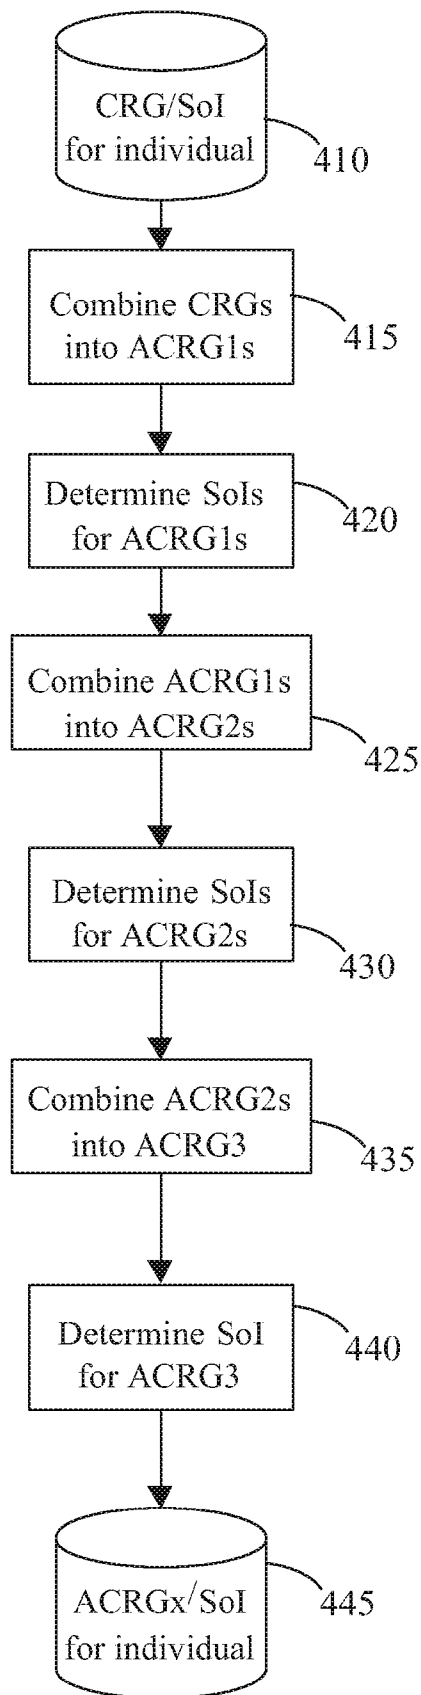 CRG/SoI
for individual
410
Combine CRGs
into ACRG1s
415
Determine SoIs
for ACRG1s
420
Combine ACRG1s
into ACRG2s
425
Determine SoIs
for ACRG2s
430
Combine ACRG2s
into ACRG3
435
Determine SoI
for ACRG3
440
ACRGx/SoI
for individual
445